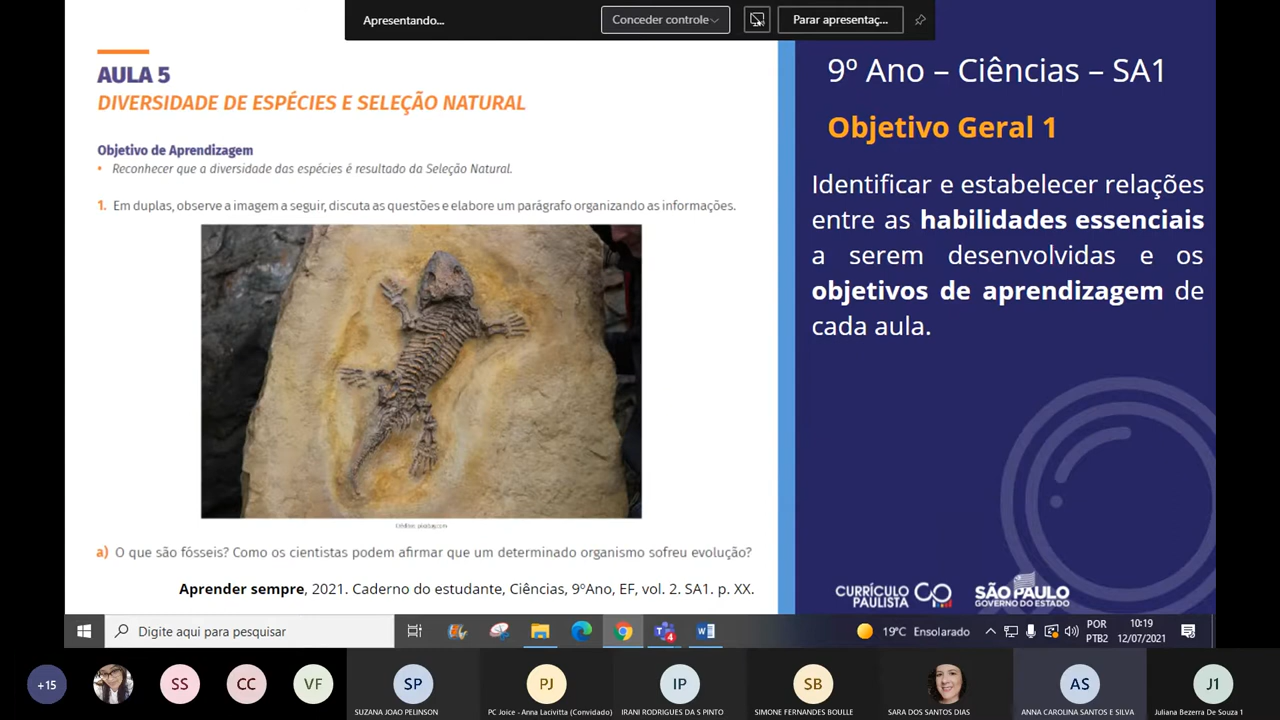 Apresentando...
Conceder controle
Parar apresentaç...
AULA 5
DIVERSIDADE DE ESPÉCIES E SELEÇÃO NATURAL
Objetivo de Aprendizagem
• Reconhecer que a diversidade das espécies é resultado da Seleção Natural.
1. Em duplas, observe a imagem a seguir, discuta as questões e elabore um parágrafo organizando as informações.
a) O que são fósseis? Como os cientistas podem afirmar que um determinado organismo sofreu evolução?
Aprender sempre, 2021. Caderno do estudante, Ciências, 9ºAno, EF, vol. 2. SA1. p. XX.
9º Ano – Ciências – SA1
Objetivo Geral 1
Identificar e estabelecer relações
entre as habilidades essenciais
a serem desenvolvidas e os
objetivos de aprendizagem de
cada aula.
CURRÍCULO
PAULISTA
SÃO PAULO
GOVERNO DO ESTADO
Digite aqui para pesquisar
4
19°C Ensolarado
POR
PTB2
10:19
12/07/2021
+15
SS
CC
VF
SP
PJ
IP
SB
AS
J1
SUZANA JOAO PELINSON
PC Joice - Anna Lacivitta (Convidado)
IRANI RODRIGUES DA S PINTO
SIMONE FERNANDES BOULLE
SARA DOS SANTOS DIAS
ANNA CAROLINA SANTOS E SILVA
Juliana Bezerra De Souza 1